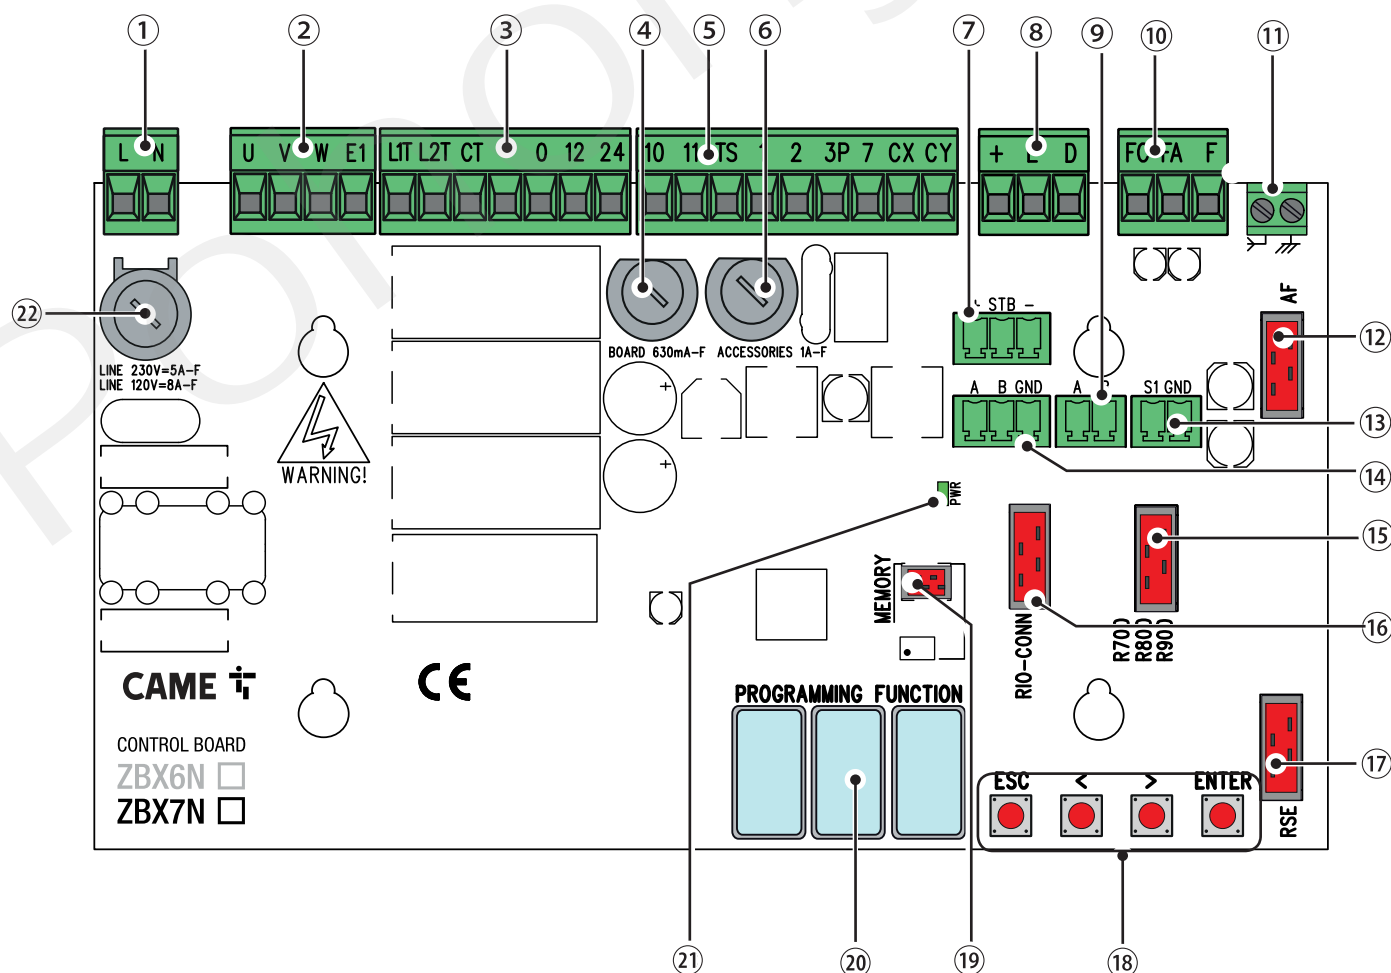 ① ② ③ ④ ⑤ ⑥ ⑦ ⑧ ⑨ ⑩ ⑪
L N
U V W E1
L1T L2T CT 0 12 24
10 11 TS 1 2 3P 7 CX CY
+ E D
FC FA F
㉒
LINE 230V=5A-F
LINE 120V=8A-F
BOARD 630mA-F
ACCESSORIES 1A-F
+ STB -
AF
⑫
A B GND
A B
S1 GND
⑬
⑭
+
+
WARNING!
PWR
⑮
MEMORY
RIO-CONN
R700
R800
R900
⑯
CAME
CE
PROGRAMMING FUNCTION
CONTROL BOARD
ZBX6N
ZBX7N
ESC < > ENTER
RSE
⑰
㉑ ⑳ ⑲ ⑱